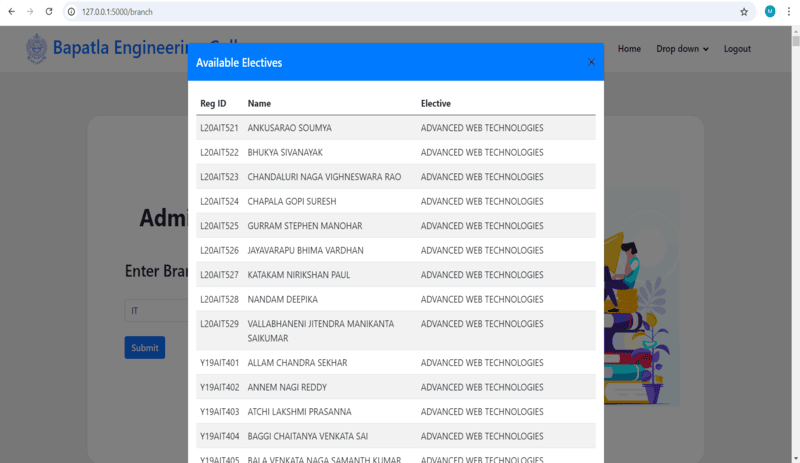 127.0.0.1:5000/branch
M
Bapatla Engineering Coll
Home Drop down Logout
Available Electives
Reg ID Name Elective
L20AIT521 ANKUSARAO SOUMYA ADVANCED WEB TECHNOLOGIES
L20AIT522 BHUKYA SIVANAYAK ADVANCED WEB TECHNOLOGIES
L20AIT523 CHANDALURI NAGA VIGHNESWARA RAO ADVANCED WEB TECHNOLOGIES
L20AIT524 CHAPALA GOPI SURESH ADVANCED WEB TECHNOLOGIES
Admi
L20AIT525 GURRAM STEPHEN MANOHAR ADVANCED WEB TECHNOLOGIES
L20AIT526 JAYAVARAPU BHIMA VARDHAN ADVANCED WEB TECHNOLOGIES
Enter Bran
L20AIT527 KATAKAM NIRIKSHAN PAUL ADVANCED WEB TECHNOLOGIES
L20AIT528 NANDAM DEEPIKA ADVANCED WEB TECHNOLOGIES
IT
L20AIT529 VALLABHANENI JITENDRA MANIKANTA ADVANCED WEB TECHNOLOGIES
SAIKUMAR
Submit
Y19AIT401 ALLAM CHANDRA SEKHAR ADVANCED WEB TECHNOLOGIES
Y19AIT402 ANNEM NAGI REDDY ADVANCED WEB TECHNOLOGIES
Y19AIT403 ATCHI LAKSHMI PRASANNA ADVANCED WEB TECHNOLOGIES
Y19AIT404 BAGGI CHAITANYA VENKATA SAI ADVANCED WEB TECHNOLOGIES
Y19AIT405 BALA VENKATA NAGA SAMANTH KUMAR ADVANCED WEB TECHNOLOGIES